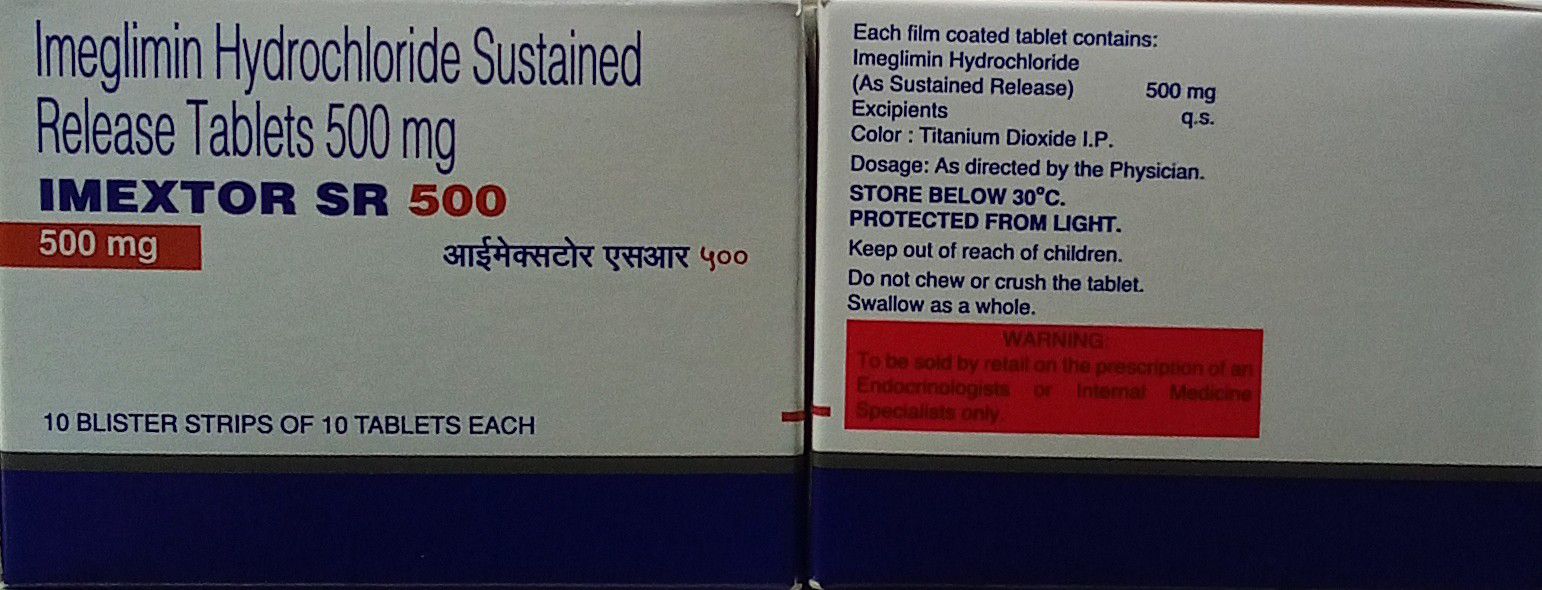 Imeglimin Hydrochloride Sustained
Release Tablets 500 mg
IMEXTOR SR 500
500 mg
आईमेक्सटोर एसआर ५००
10 BLISTER STRIPS OF 10 TABLETS EACH
Each film coated tablet contains:
Imeglimin Hydrochloride
(As Sustained Release) 500 mg
Excipients q.s.
Color : Titanium Dioxide I.P.
Dosage: As directed by the Physician.
STORE BELOW 30°C.
PROTECTED FROM LIGHT.
Keep out of reach of children.
Do not chew or crush the tablet.
Swallow as a whole.
WARNING:
To be sold by retail on the prescription of an
Endocrinologists or Internal Medicine
Specialists only.